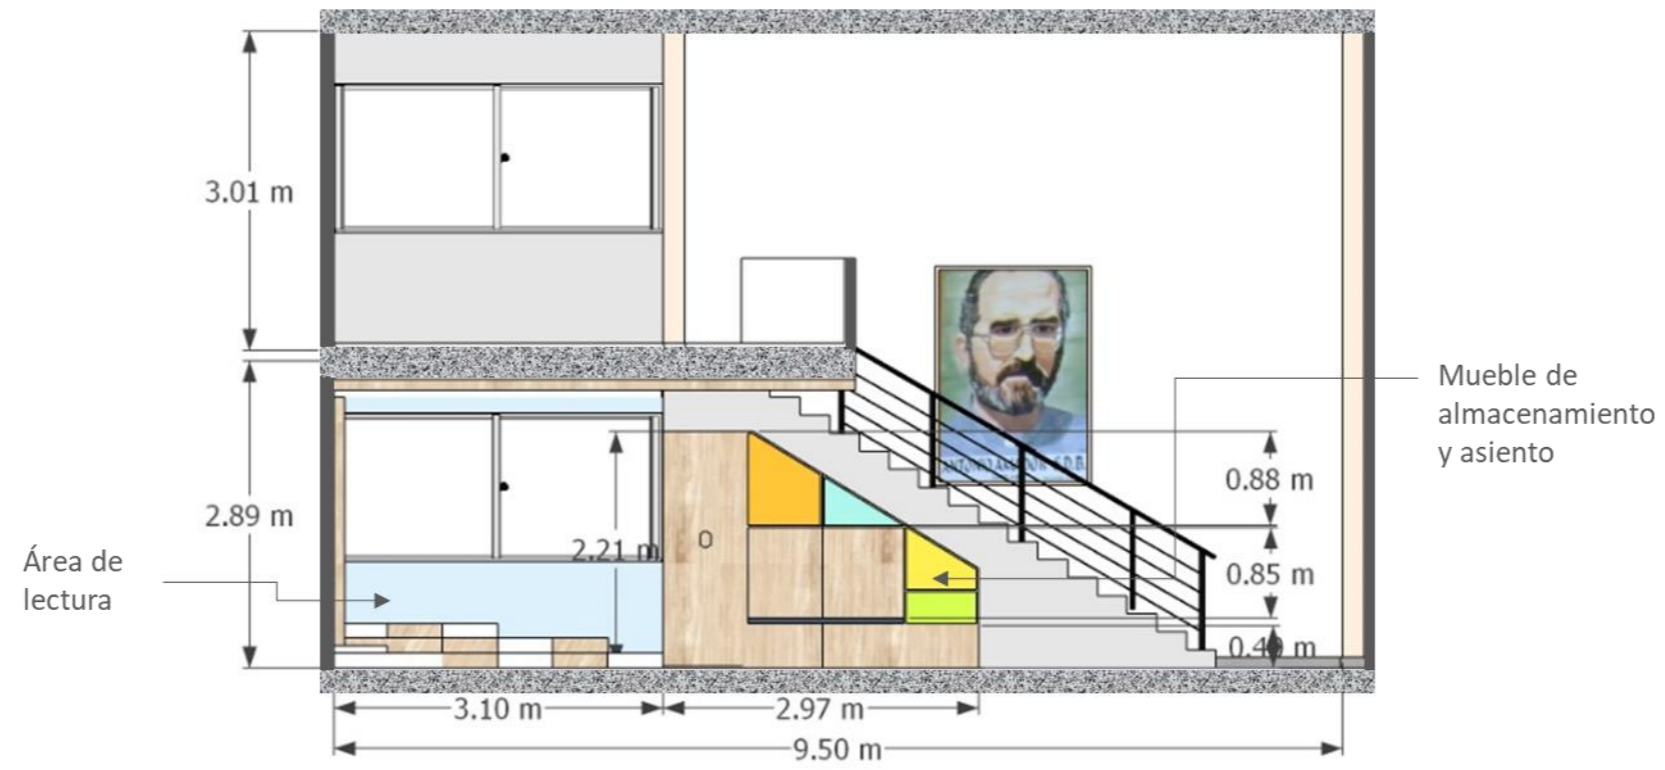 3.01 m
2.89 m
Área de
lectura
2.21 m
0.88 m
0.85 m
m
Mueble de
almacenamiento
y asiento
3.10 m
2.97 m
9.50 m